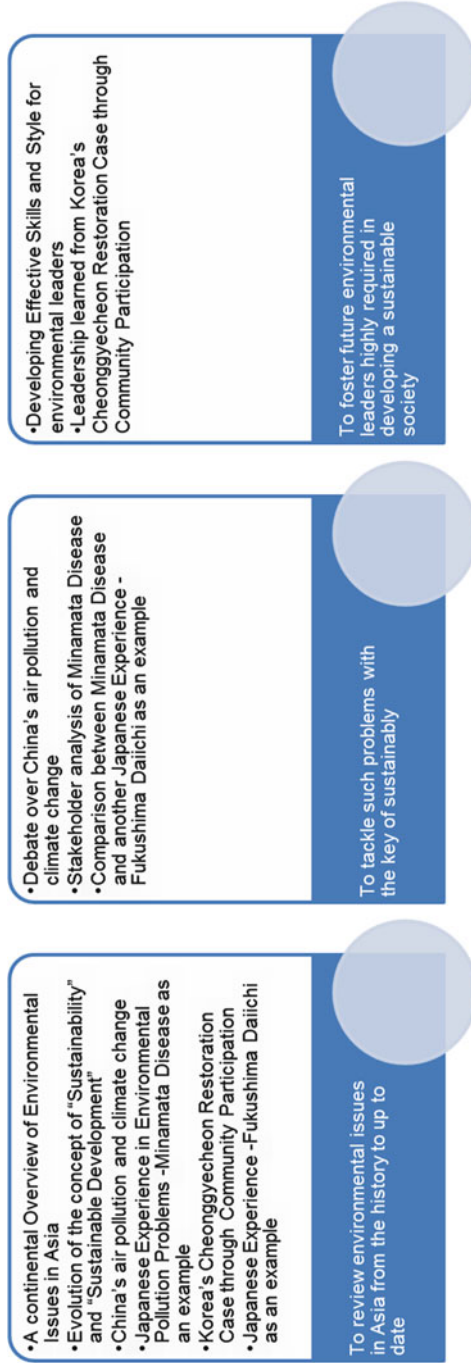 •A continental Overview of Environmental
Issues in Asia
•Evolution of the concept of "Sustainability"
and "Sustainable Development"
•China's air pollution and climate change
•Japanese Experience in Environmental
Pollution Problems -Minamata Disease as
an example
•Korea's Cheonggyecheon Restoration
Case through Community Participation
•Japanese Experience -Fukushima Daiichi
as an example
To review environmental issues
in Asia from the history to up to
date
•Debate over China's air pollution and
climate change
•Stakeholder analysis of Minamata Disease
•Comparison between Minamata Disease
and another Japanese Experience -
Fukushima Daiichi as an example
To tackle such problems with
the key of sustainably
•Developing Effective Skills and Style for
environmental leaders
•Leadership learned from Korea's
Cheonggyecheon Restoration Case through
Community Participation
To foster future environmental
leaders highly required in
developing a sustainable
society